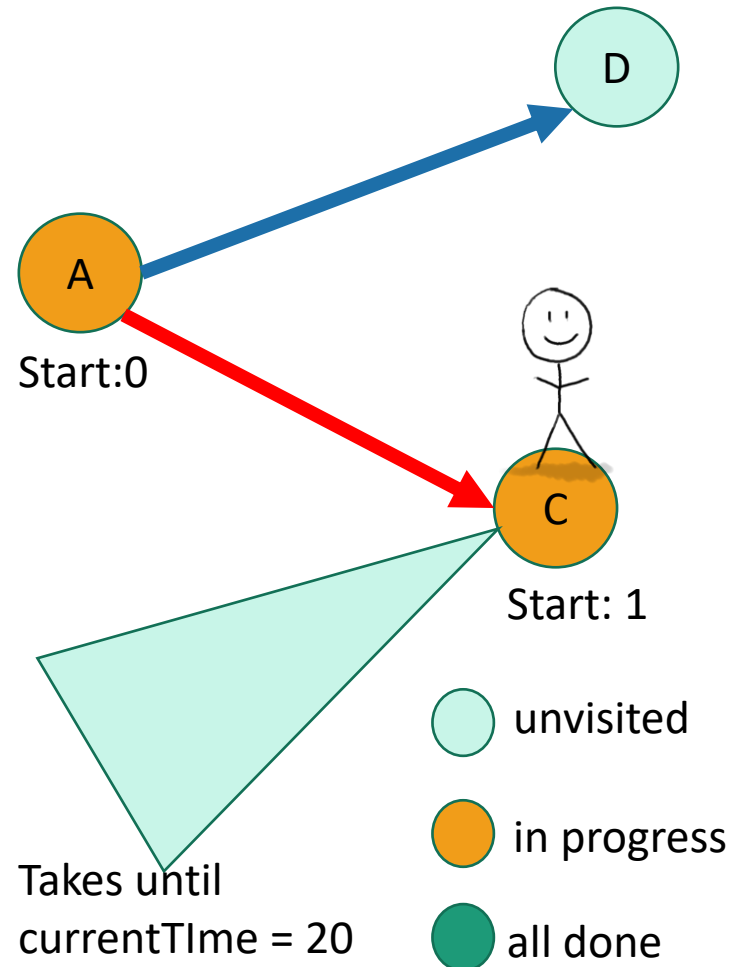 D
A
Start:0
C
Start: 1
unvisited
in progress
Takes until
currentTIme = 20
all done